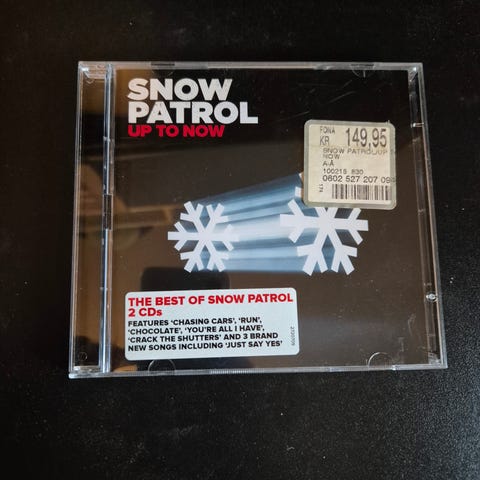 SNOW
PATROL
UP TO NOW
FONA
KR 149,95
SNOW PATROL/UP
NOW
A-Å
100215 830
0602 527 207 09
THE BEST OF SNOW PATROL
2 CDs
FEATURES ‘CHASING CARS’, ‘RUN’,
‘CHOCOLATE’, ‘YOU'RE ALL I HAVE’,
‘CRACK THE SHUTTERS’ AND 3 BRAND
NEW SONGS INCLUDING ‘JUST SAY YES’